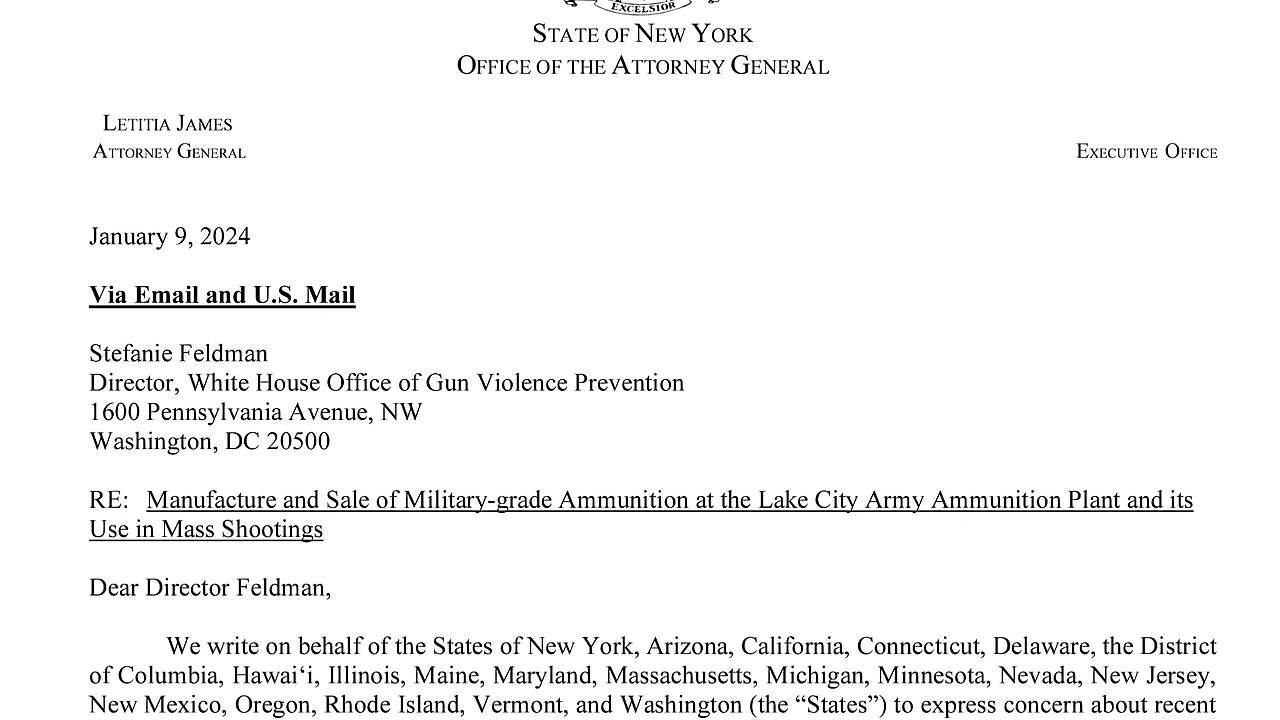 EXCELSIOR
STATE OF NEW YORK
OFFICE OF THE ATTORNEY GENERAL
LETITIA JAMES
ATTORNEY GENERAL
EXECUTIVE OFFICE
January 9, 2024
Via Email and U.S. Mail
Stefanie Feldman
Director, White House Office of Gun Violence Prevention
1600 Pennsylvania Avenue, NW
Washington, DC 20500
RE: Manufacture and Sale of Military-grade Ammunition at the Lake City Army Ammunition Plant and its
Use in Mass Shootings
Dear Director Feldman,
We write on behalf of the States of New York, Arizona, California, Connecticut, Delaware, the District
of Columbia, Hawai‘i, Illinois, Maine, Maryland, Massachusetts, Michigan, Minnesota, Nevada, New Jersey,
New Mexico, Oregon, Rhode Island, Vermont, and Washington (the “States”) to express concern about recent